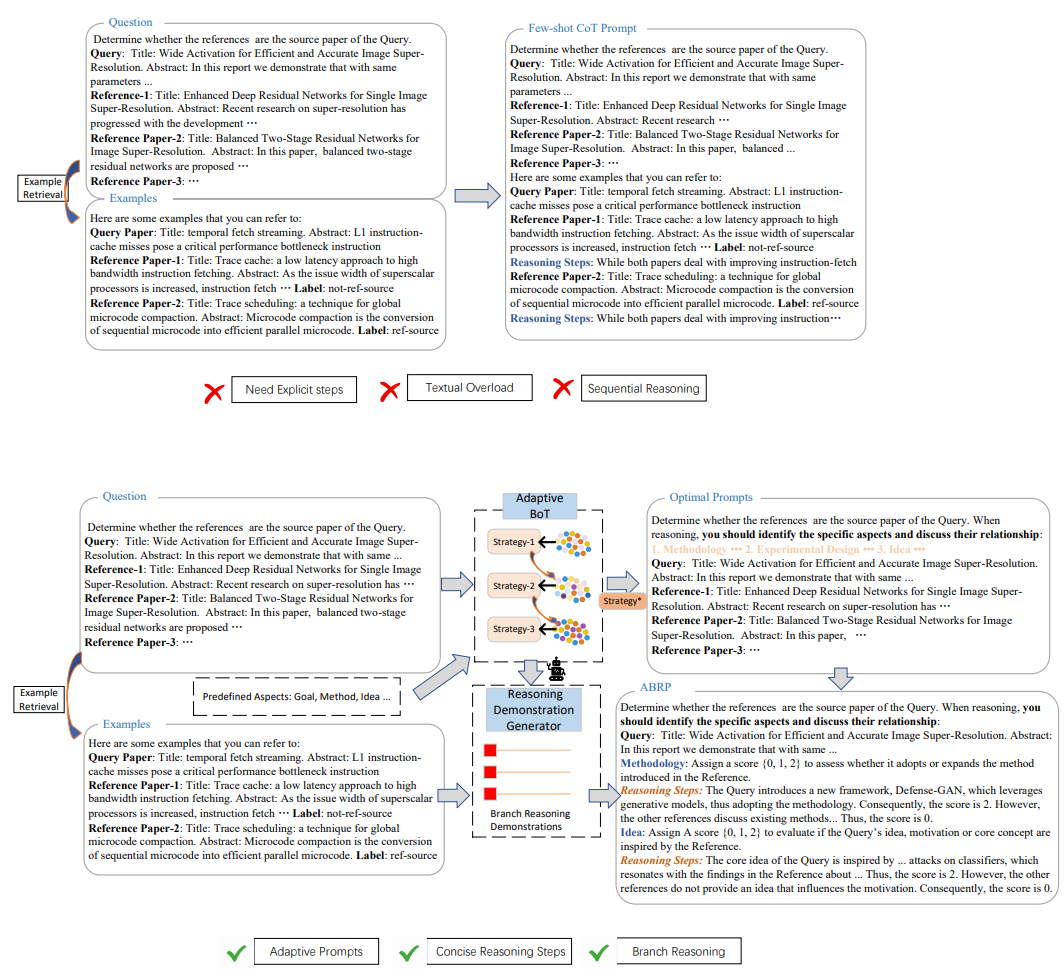 Question
Determine whether the references are the source paper of the Query.
Query: Title: Wide Activation for Efficient and Accurate Image Super-
Resolution. Abstract: In this report we demonstrate that with same
parameters ...
Reference-1: Title: Enhanced Deep Residual Networks for Single Image
Super-Resolution. Abstract: Recent research on super-resolution has
progressed with the development ⋯
Reference Paper-2: Title: Balanced Two-Stage Residual Networks for
Image Super-Resolution. Abstract: In this paper, balanced two-stage
residual networks are proposed ⋯
Reference Paper-3: ⋯
Example
Retrieval
Examples
Here are some examples that you can refer to:
Query Paper: Title: temporal fetch streaming. Abstract: L1 instruction-
cache misses pose a critical performance bottleneck instruction
Reference Paper-1: Title: Trace cache: a low latency approach to high
bandwidth instruction fetching. Abstract: As the issue width of superscalar
processors is increased, instruction fetch ⋯ Label: not-ref-source
Reference Paper-2: Title: Trace scheduling: a technique for global
microcode compaction. Abstract: Microcode compaction is the conversion
of sequential microcode into efficient parallel microcode. Label: ref-source
Few-shot CoT Prompt
Determine whether the references are the source paper of the Query.
Query: Title: Wide Activation for Efficient and Accurate Image Super-
Resolution. Abstract: In this report we demonstrate that with same
parameters ...
Reference-1: Title: Enhanced Deep Residual Networks for Single Image
Super-Resolution. Abstract: Recent research ⋯
Reference Paper-2: Title: Balanced Two-Stage Residual Networks for
Image Super-Resolution. Abstract: In this paper, balanced ...
Reference Paper-3: ⋯
Here are some examples that you can refer to:
Query Paper: Title: temporal fetch streaming. Abstract: L1 instruction-
cache misses pose a critical performance bottleneck instruction
Reference Paper-1: Title: Trace cache: a low latency approach to high
bandwidth instruction fetching. Abstract: As the issue width of superscalar
processors is increased, instruction fetch ⋯ Label: not-ref-source
Reasoning Steps: While both papers deal with improving instruction-fetch
Reference Paper-2: Title: Trace scheduling: a technique for global
microcode compaction. Abstract: Microcode compaction is the conversion
of sequential microcode into efficient parallel microcode. Label: ref-source
Reasoning Steps: While both papers deal with improving instruction⋯
Need Explicit steps
Textual Overload
Sequential Reasoning
Question
Determine whether the references are the source paper of the Query.
Query: Title: Wide Activation for Efficient and Accurate Image Super-
Resolution. Abstract: In this report we demonstrate that with same ...
Reference-1: Title: Enhanced Deep Residual Networks for Single Image
Super-Resolution. Abstract: Recent research on super-resolution has ⋯
Reference Paper-2: Title: Balanced Two-Stage Residual Networks for
Image Super-Resolution. Abstract: In this paper, balanced two-stage
residual networks are proposed ⋯
Reference Paper-3: ⋯
Example
Retrieval
Predefined Aspects: Goal, Method, Idea ...
Examples
Here are some examples that you can refer to:
Query Paper: Title: temporal fetch streaming. Abstract: L1 instruction-
cache misses pose a critical performance bottleneck instruction
Reference Paper-1: Title: Trace cache: a low latency approach to high
bandwidth instruction fetching. Abstract: As the issue width of superscalar
processors is increased, instruction fetch ⋯ Label: not-ref-source
Reference Paper-2: Title: Trace scheduling: a technique for global
microcode compaction. Abstract: Microcode compaction is the conversion
of sequential microcode into efficient parallel microcode. Label: ref-source
Adaptive
BoT
Strategy-1
Strategy-2
Strategy-3
Strategy*
Reasoning
Demonstration
Generator
Branch Reasoning
Demonstrations
Optimal Prompts
Determine whether the references are the source paper of the Query. When
reasoning, you should identify the specific aspects and discuss their relationship:
1. Methodology ⋯ 2. Experimental Design ⋯ 3. Idea ⋯
Query: Title: Wide Activation for Efficient and Accurate Image Super-Resolution.
Abstract: In this report we demonstrate that with same ...
Reference-1: Title: Enhanced Deep Residual Networks for Single Image Super-
Resolution. Abstract: Recent research on super-resolution has ⋯
Reference Paper-2: Title: Balanced Two-Stage Residual Networks for Image
Super-Resolution. Abstract: In this paper, ⋯
Reference Paper-3: ⋯
ABRP
Determine whether the references are the source paper of the Query. When reasoning, you
should identify the specific aspects and discuss their relationship:
Query: Title: Wide Activation for Efficient and Accurate Image Super-Resolution. Abstract:
In this report we demonstrate that with same ...
Methodology: Assign a score {0, 1, 2} to assess whether it adopts or expands the method
introduced in the Reference.
Reasoning Steps: The Query introduces a new framework, Defense-GAN, which leverages
generative models, thus adopting the methodology. Consequently, the score is 2. However,
the other references discuss existing methods... Thus, the score is 0.
Idea: Assign A score {0, 1, 2} to evaluate if the Query's idea, motivation or core concept are
inspired by the Reference.
Reasoning Steps: The core idea of the Query is inspired by ... attacks on classifiers, which
resonates with the findings in the Reference about ... Thus, the score is 2. However, the other
references do not provide an idea that influences the motivation. Consequently, the score is 0.
Adaptive Prompts
Concise Reasoning Steps
Branch Reasoning